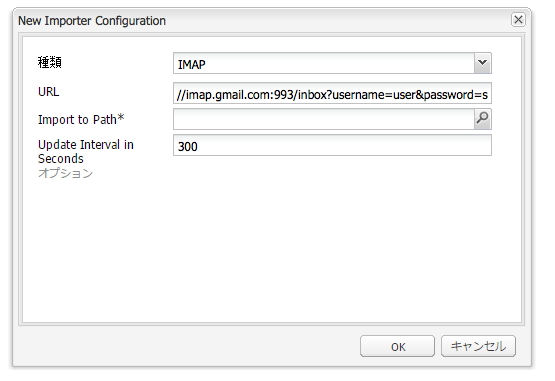 New Importer Configuration
種類
IMAP
URL
//imap.gmail.com:993/inbox?username=user&password=s
Import to Path*
Update Interval in
Seconds
300
オプション
OK
キャンセル